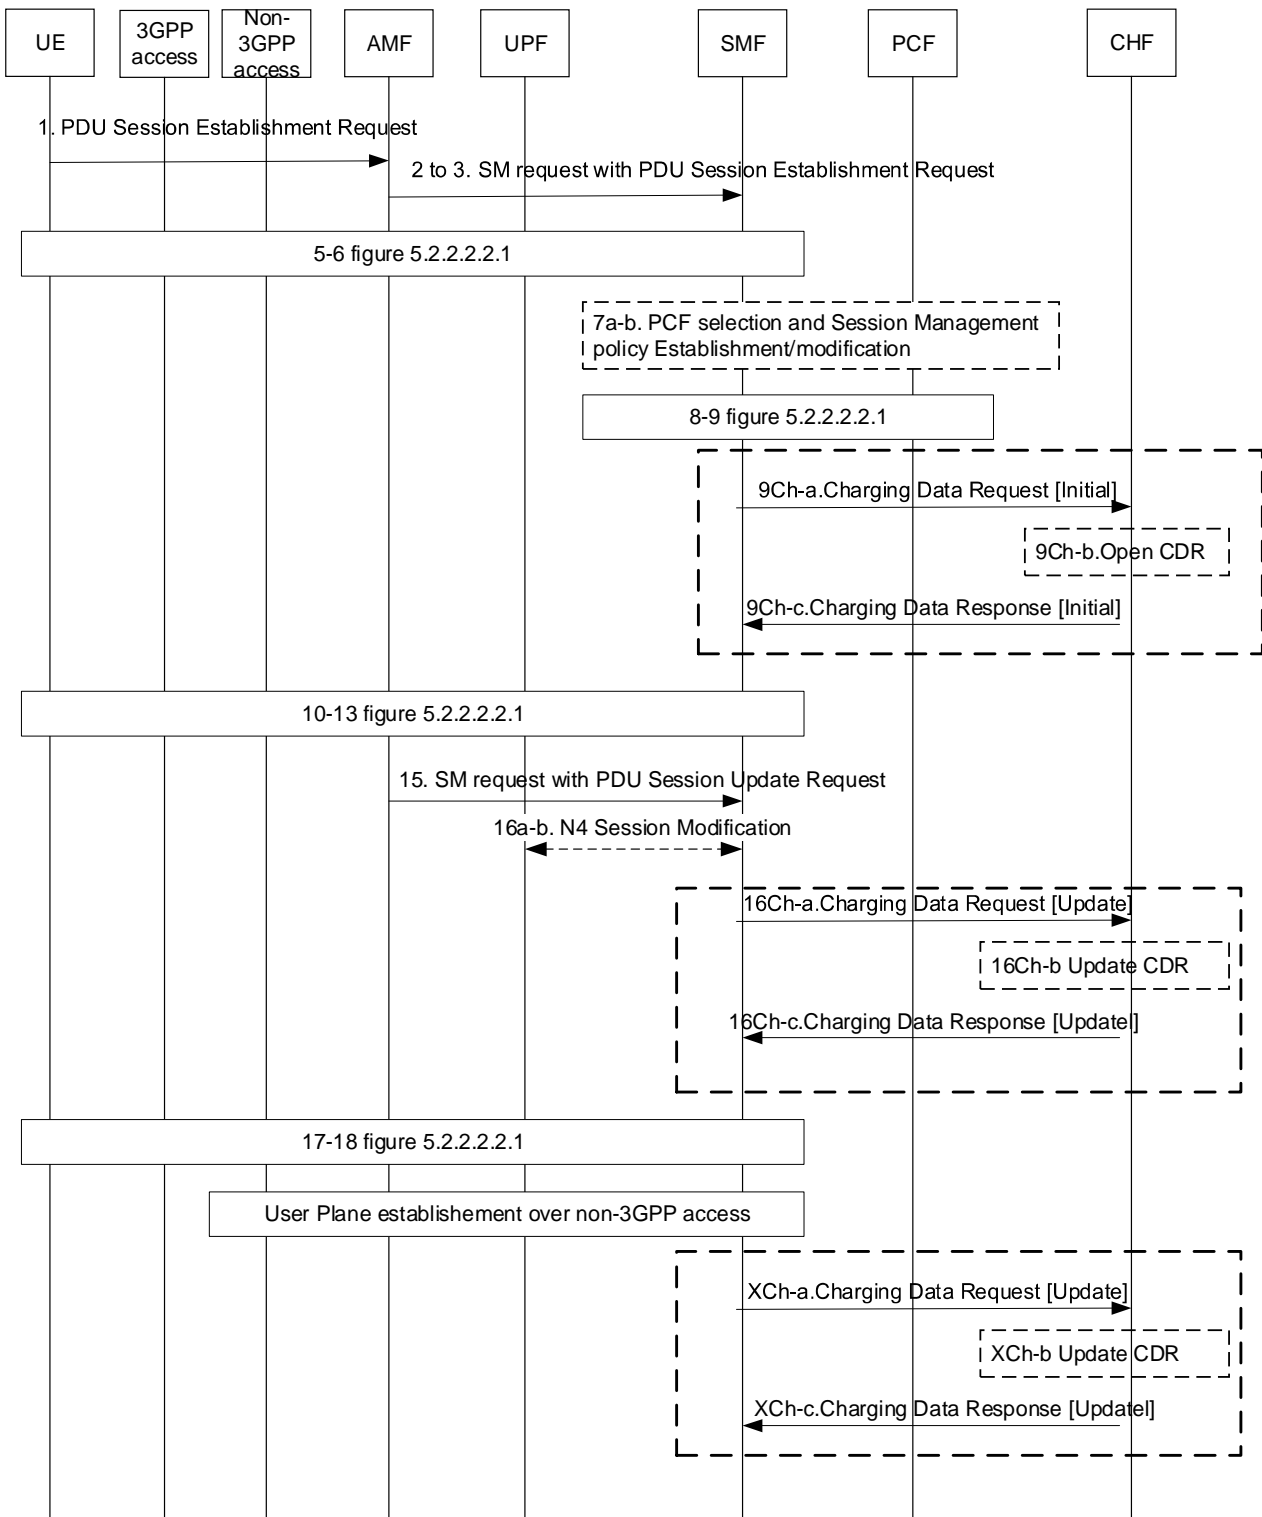 UE
3GPP
access
Non-
3GPP
access
AMF
UPF
SMF
PCF
CHF
1. PDU Session Establishment Request
2 to 3. SM request with PDU Session Establishment Request
5-6 figure 5.2.2.2.2.1
7a-b. PCF selection and Session Management
policy Establishment/modification
8-9 figure 5.2.2.2.2.1
9Ch-a.Charging Data Request [Initial]
9Ch-b.Open CDR
9Ch-c.Charging Data Response [Initial]
10-13 figure 5.2.2.2.2.1
15. SM request with PDU Session Update Request
16a-b. N4 Session Modification
16Ch-a.Charging Data Request [Update]
16Ch-b Update CDR
16Ch-c.Charging Data Response [Updatel]
17-18 figure 5.2.2.2.2.1
User Plane establishement over non-3GPP access
XCh-a.Charging Data Request [Update]
XCh-b Update CDR
XCh-c.Charging Data Response [Updatel]